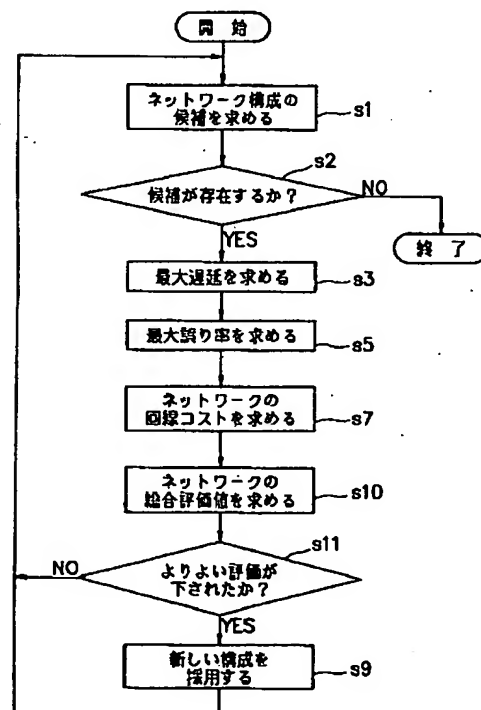 開 始
ネットワーク構成の
候補を求める
s1
s2
候補が存在するか?
NO
YES
終 了
最大遅延を求める
s3
最大誤り率を求める
s5
ネットワークの
回線コストを求める
s7
ネットワークの
総合評価値を求める
s10
s11
よりよい評価が
下されたか?
NO
YES
新しい構成を
採用する
s9